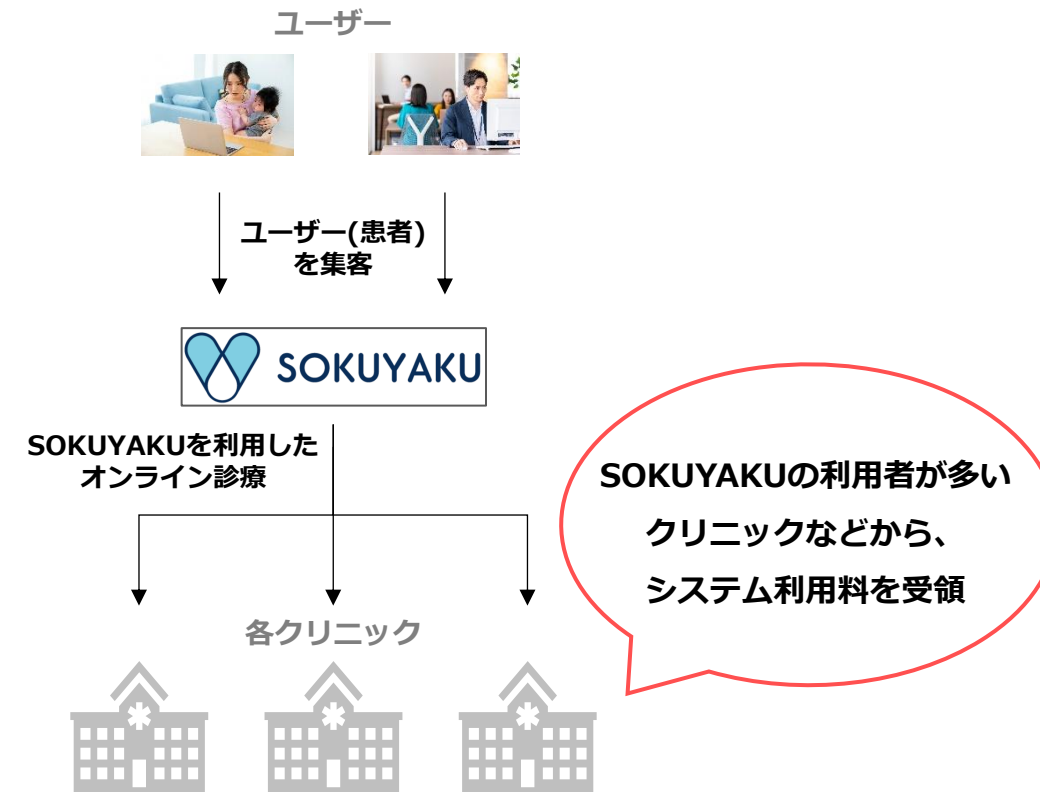 ユーザー
ユーザー(患者)
を集客
SOKUYAKU
SOKUYAKUを利用した
オンライン診療
SOKUYAKUの利用者が多い
クリニックなどから、
システム利用料を受領
各クリニック